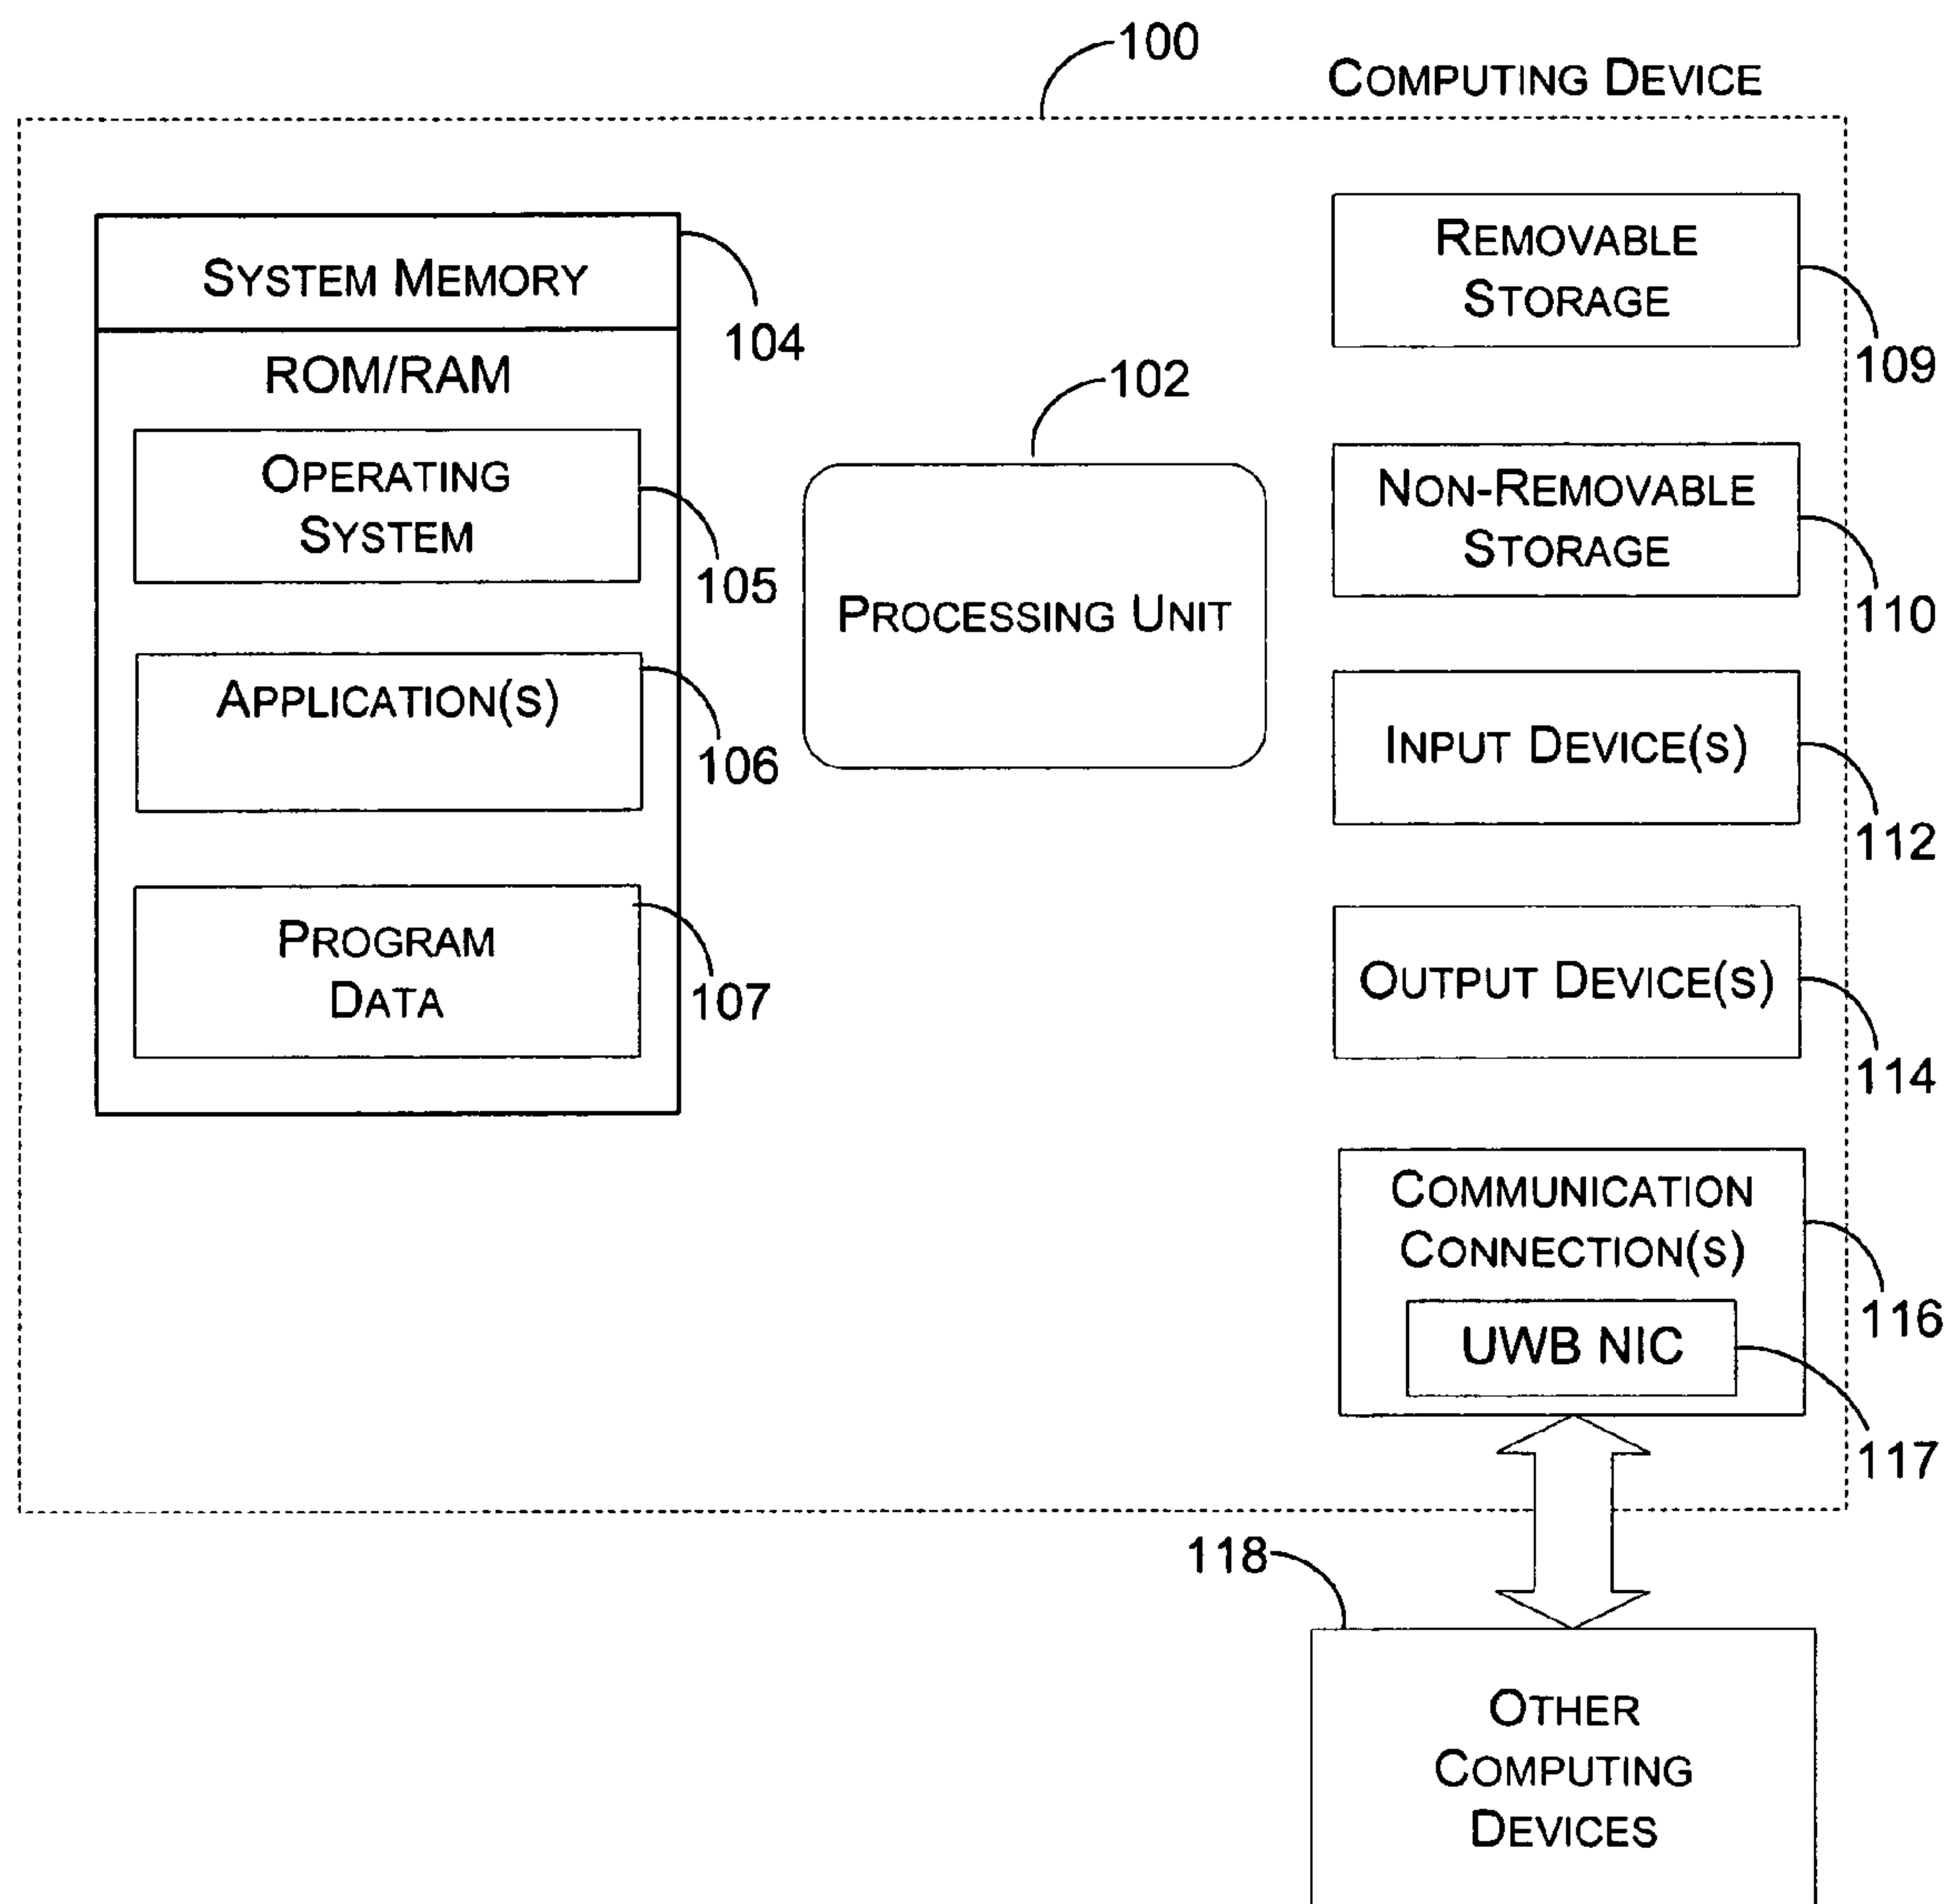 100
COMPUTING DEVICE
SYSTEM MEMORY
104
ROM/RAM
OPERATING
SYSTEM
105
APPLICATION(S)
106
PROGRAM
DATA
107
102
PROCESSING UNIT
REMOVABLE
STORAGE
109
NON-REMOVABLE
STORAGE
110
INPUT DEVICE(S)
112
OUTPUT DEVICE(S)
114
COMMUNICATION
CONNECTION(S)
116
UWB NIC
117
118
OTHER
COMPUTING
DEVICES